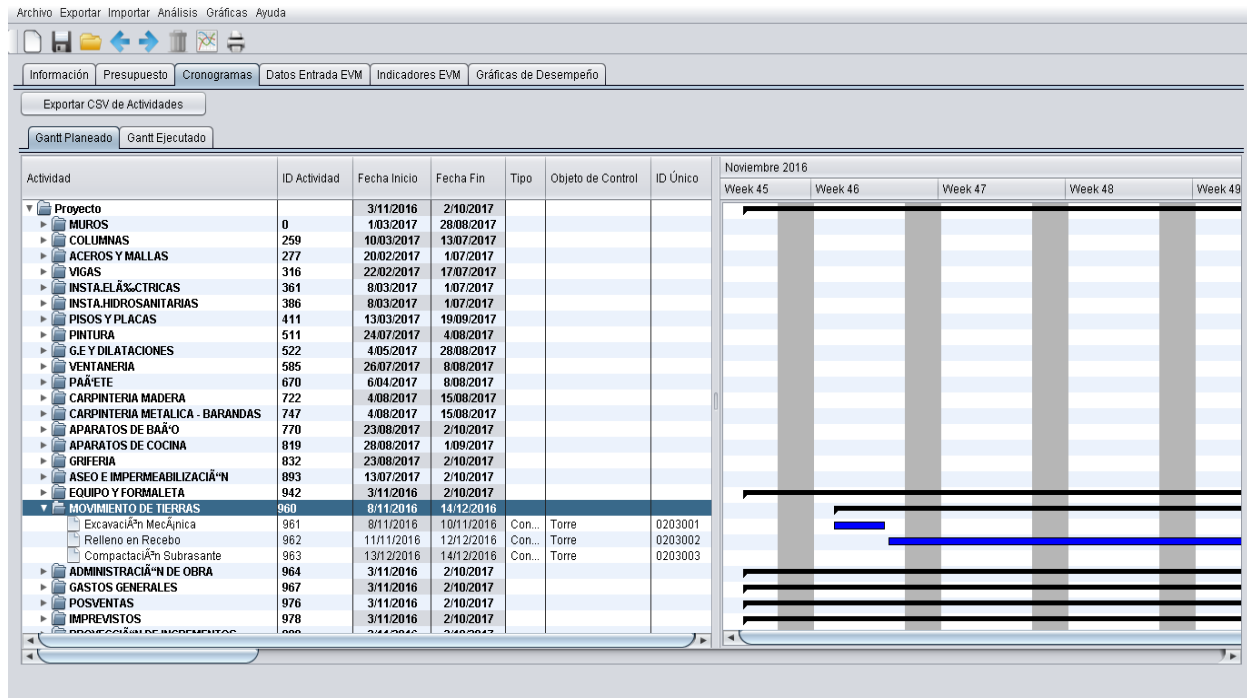 Archivo Exportar Importar Análisis Gráficas Ayuda
Información Presupuesto Cronogramas Datos Entrada EVM Indicadores EVM Gráficas de Desempeño
Exportar CSV de Actividades
Gantt Planeado Gantt Ejecutado
Actividad ID Actividad Fecha Inicio Fecha Fin Tipo Objeto de Control ID Único
Noviembre 2016
Week 45 Week 46 Week 47 Week 48 Week 49
Proyecto 3/11/2016 2/10/2017
MUROS 0 1/03/2017 28/08/2017
COLUMNAS 259 10/03/2017 13/07/2017
ACEROS Y MALLAS 277 20/02/2017 1/07/2017
VIGAS 316 22/02/2017 17/07/2017
INSTA.ELÃ‰CTRICAS 361 8/03/2017 1/07/2017
INSTA.HIDROSANITARIAS 386 8/03/2017 1/07/2017
PISOS Y PLACAS 411 13/03/2017 19/09/2017
PINTURA 511 24/07/2017 4/08/2017
G.E Y DILATACIONES 522 4/05/2017 28/08/2017
VENTANERIA 585 26/07/2017 8/08/2017
PAÃ‘ETE 670 6/04/2017 8/08/2017
CARPINTERIA MADERA 722 4/08/2017 15/08/2017
CARPINTERIA METALICA - BARANDAS 747 4/08/2017 15/08/2017
APARATOS DE BAÃ‘O 770 23/08/2017 2/10/2017
APARATOS DE COCINA 819 28/08/2017 1/09/2017
GRIFERIA 832 23/08/2017 2/10/2017
ASEO E IMPERMEABILIZACIÃ“N 893 13/07/2017 2/10/2017
EQUIPO Y FORMALETA 942 3/11/2016 2/10/2017
MOVIMIENTO DE TIERRAS 960 8/11/2016 14/12/2016
ExcavaciÃ³n MecÃ¡nica 961 8/11/2016 10/11/2016 Con... Torre 0203001
Relleno en Recebo 962 11/11/2016 12/12/2016 Con... Torre 0203002
CompactaciÃ³n Subrasante 963 13/12/2016 14/12/2016 Con... Torre 0203003
ADMINISTRACIÃ“N DE OBRA 964 3/11/2016 2/10/2017
GASTOS GENERALES 967 3/11/2016 2/10/2017
POSVENTAS 976 3/11/2016 2/10/2017
IMPREVISTOS 978 3/11/2016 2/10/2017
PROYECCIÃ“N DE INCREMENTOS 3/11/2016 2/10/2017